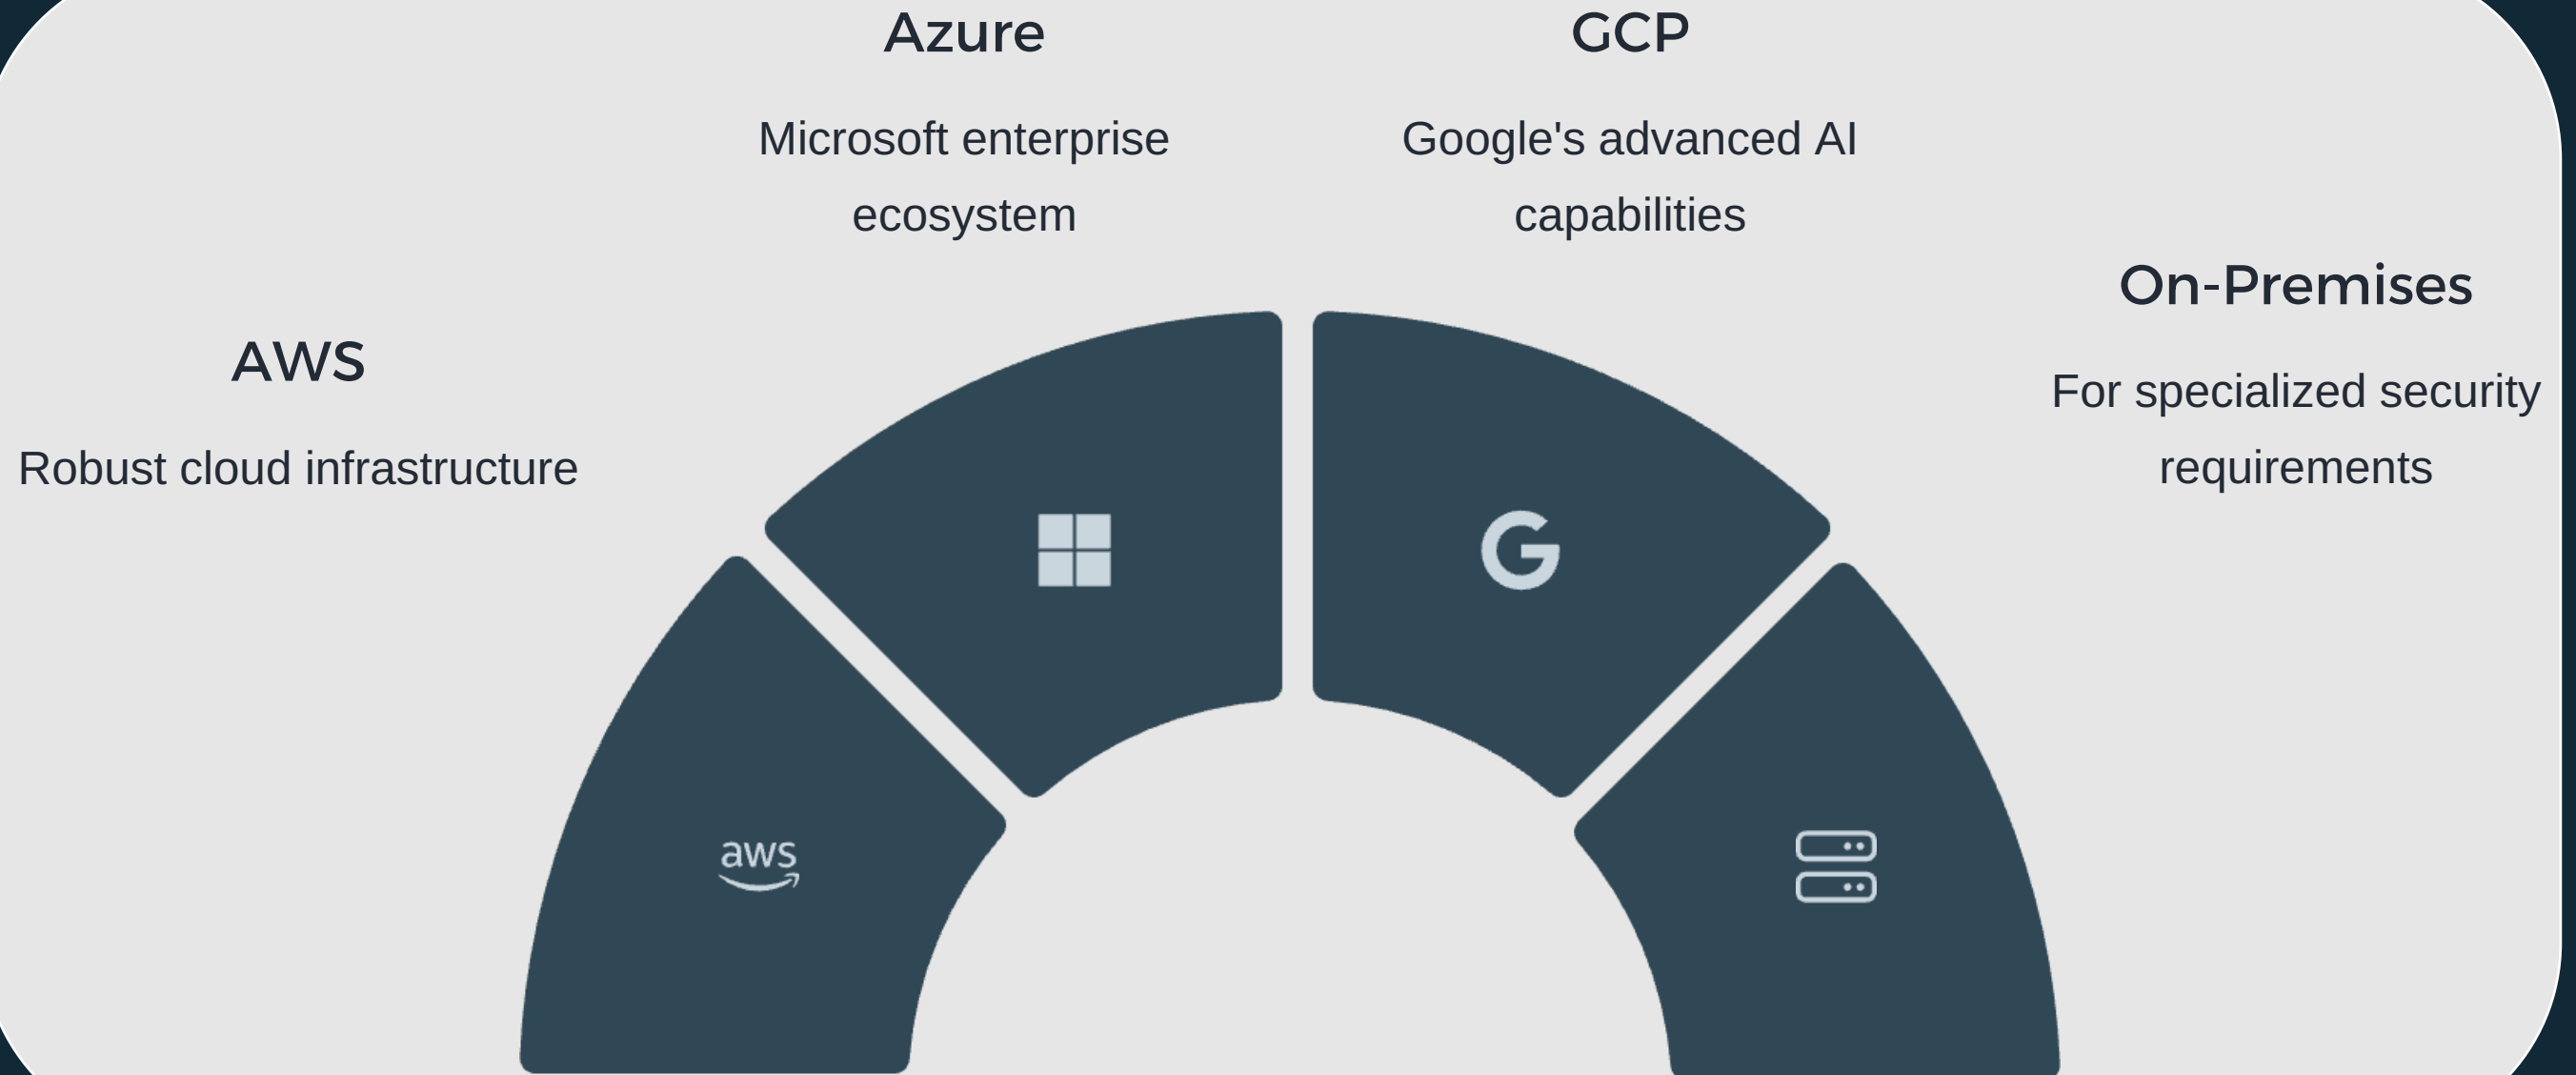 Azure
Microsoft enterprise
ecosystem
GCP
Google's advanced AI
capabilities
On-Premises
For specialized security
requirements
AWS
Robust cloud infrastructure
aws